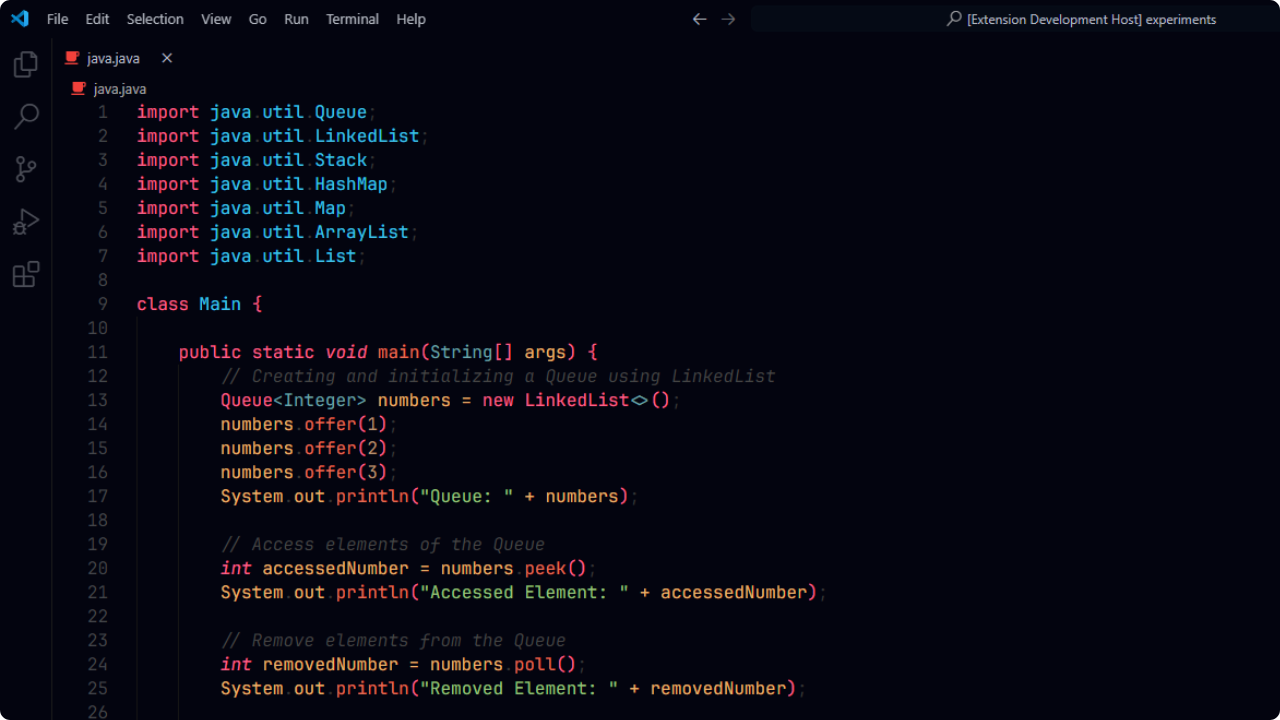 File Edit Selection View Go Run Terminal Help [Extension Development Host] experiments
java.java
java.java
1 import java.util.Queue;
2 import java.util.LinkedList;
3 import java.util.Stack;
4 import java.util.HashMap;
5 import java.util.Map;
6 import java.util.ArrayList;
7 import java.util.List;
8
9 class Main {
10
11     public static void main(String[] args) {
12         // Creating and initializing a Queue using LinkedList
13         Queue<Integer> numbers = new LinkedList<>();
14         numbers.offer(1);
15         numbers.offer(2);
16         numbers.offer(3);
17         System.out.println("Queue: " + numbers);
18
19         // Access elements of the Queue
20         int accessedNumber = numbers.peek();
21         System.out.println("Accessed Element: " + accessedNumber);
22
23         // Remove elements from the Queue
24         int removedNumber = numbers.poll();
25         System.out.println("Removed Element: " + removedNumber);
26